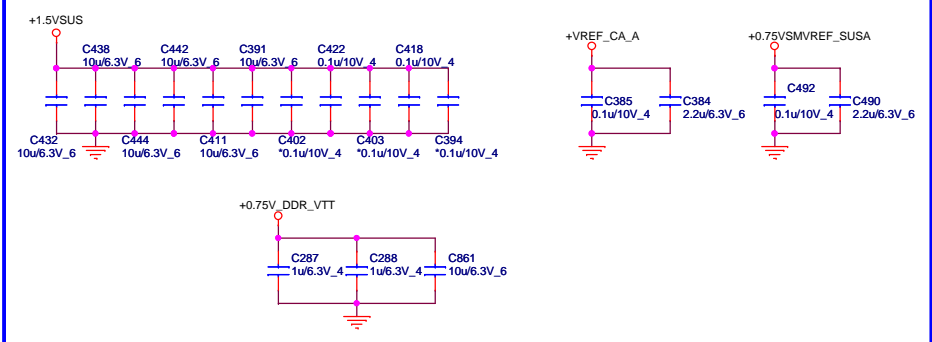 +1.5VSUS
C438
10u/6.3V_6
C442
10u/6.3V_6
C391
10u/6.3V_6
C422
0.1u/10V_4
C418
0.1u/10V_4
C432
10u/6.3V_6
C444
10u/6.3V_6
C411
10u/6.3V_6
C402
*0.1u/10V_4
C403
*0.1u/10V_4
C394
*0.1u/10V_4
+VREF_CA_A
C385
0.1u/10V_4
C384
2.2u/6.3V_6
+0.75VSMVREF_SUSA
C492
0.1u/10V_4
C490
2.2u/6.3V_6
+0.75V_DDR_VTT
C287
1u/6.3V_4
C288
1u/6.3V_4
C861
10u/6.3V_6